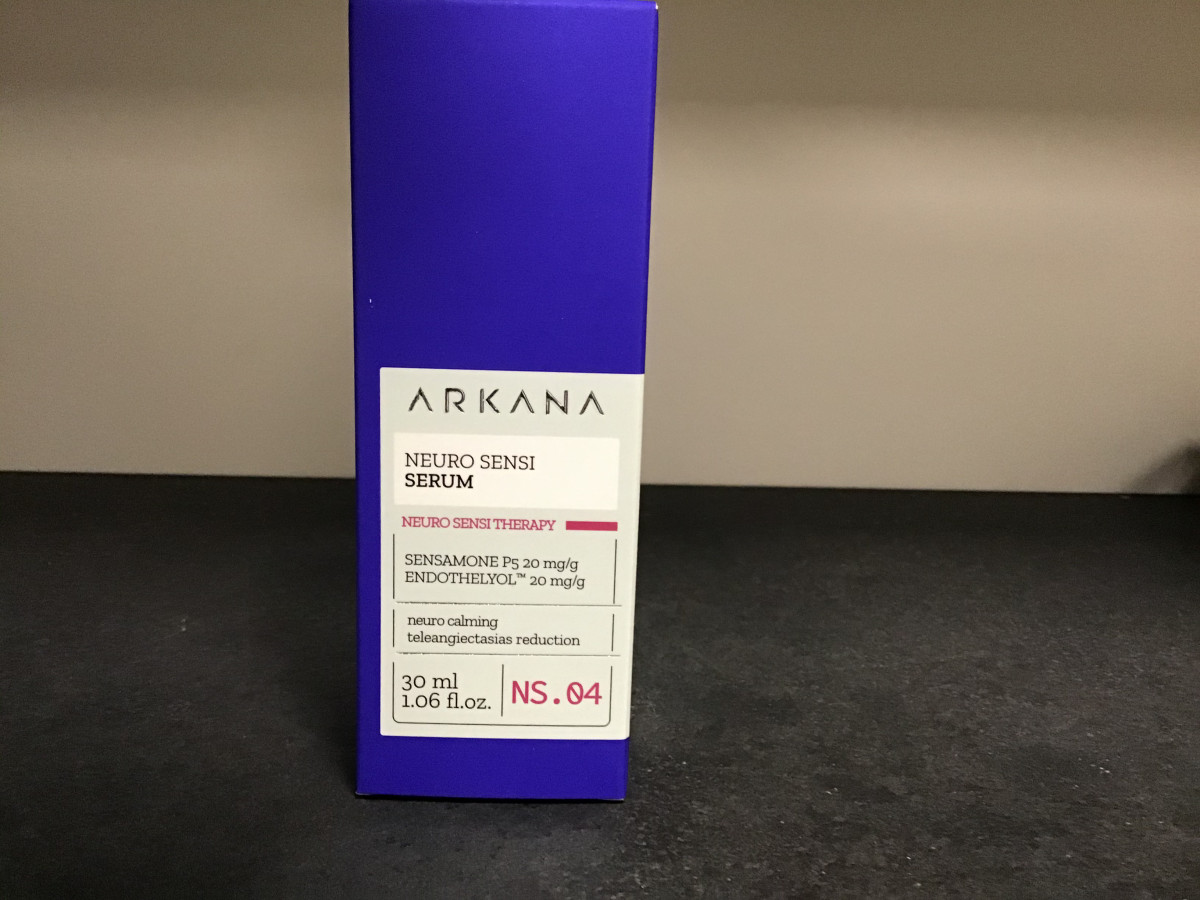 ARKANA
NEURO SENSI
SERUM
NEURO SENSI THERAPY
SENSAMONE P5 20 mg/g
ENDOTHELYOL™ 20 mg/g
neuro calming
teleangiectasias reduction
30 ml
1.06 fl.oz.
NS.04